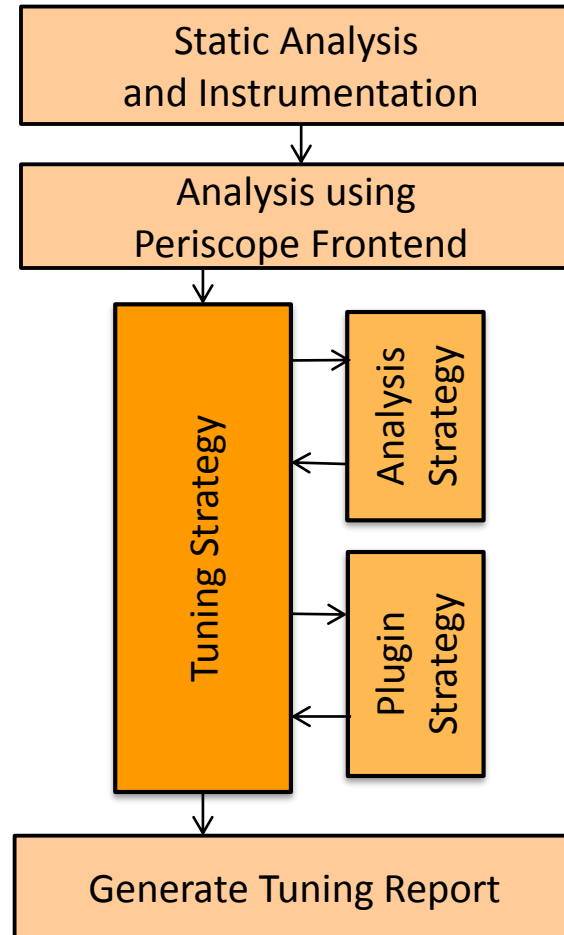 Static Analysis
and Instrumentation
Analysis using
Periscope Frontend
Tuning Strategy
Analysis
Strategy
Plugin
Strategy
Generate Tuning Report